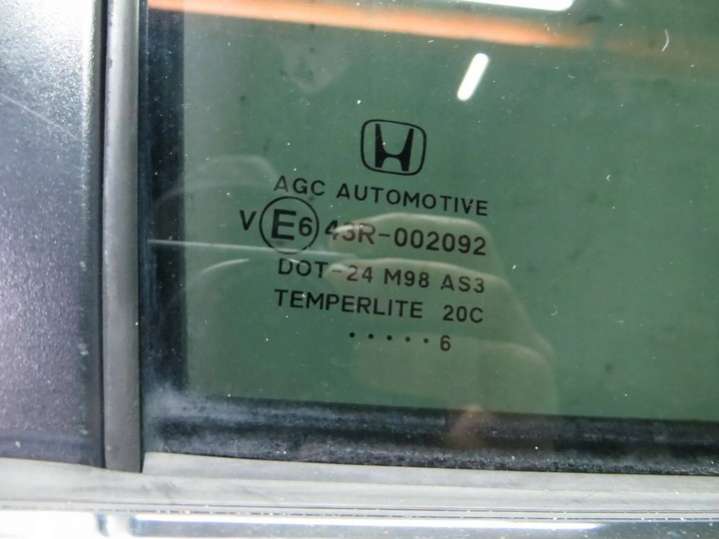 AGC AUTOMOTIVE
V E6 43R-002092
DOT-24 M98 AS3
TEMPERLITE 20C
.....6